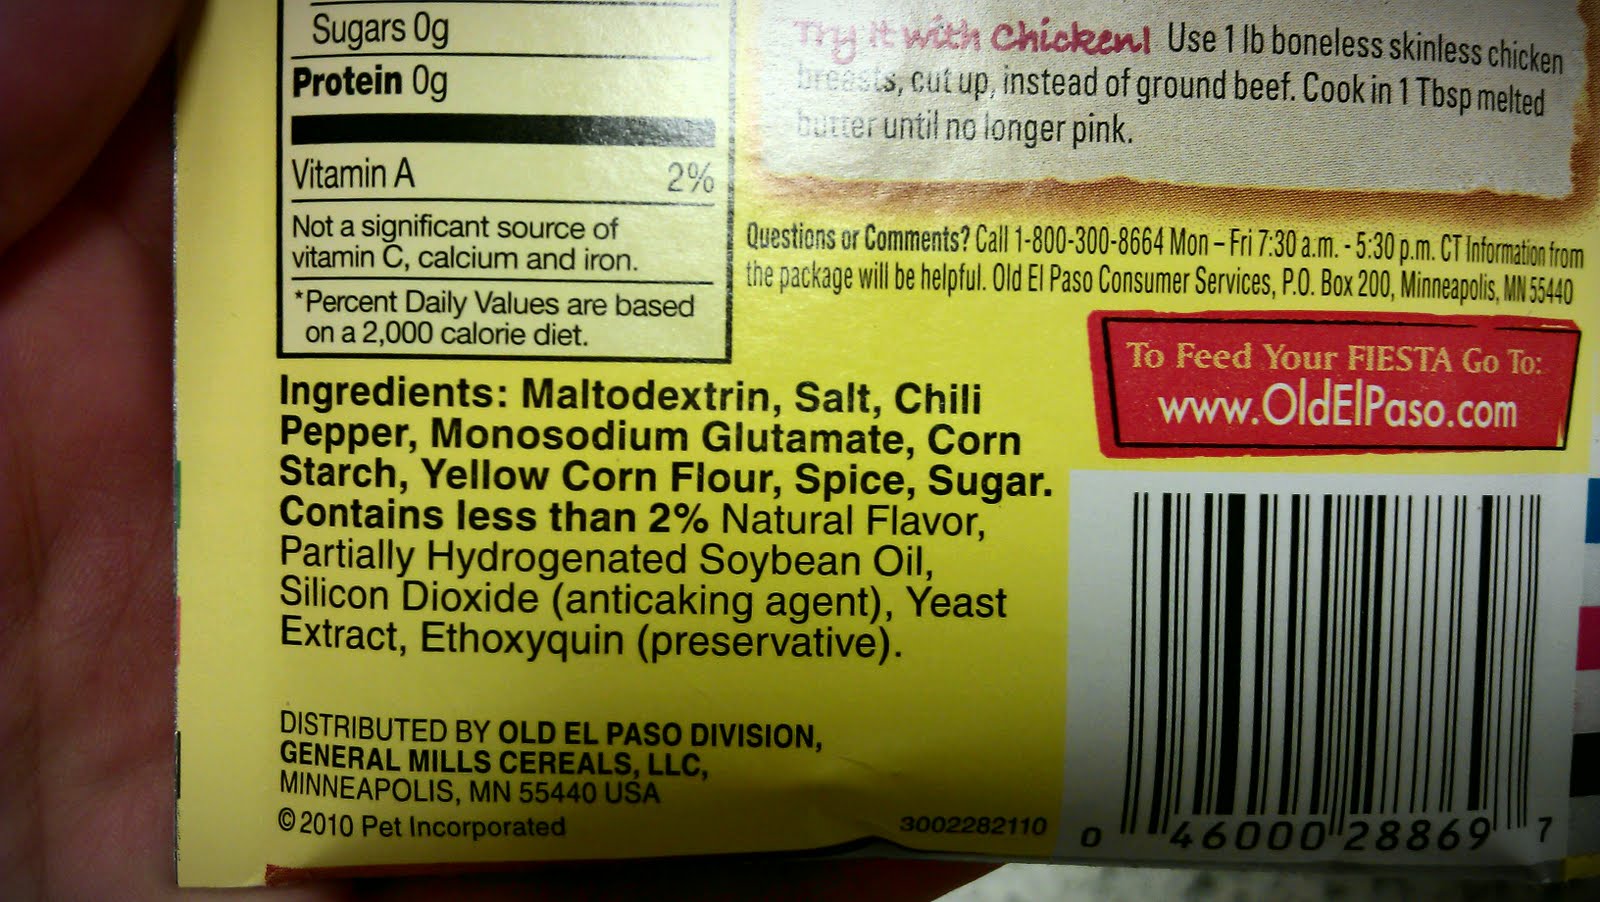 Sugars 0g
Protein 0g
Vitamin A 2%
Not a significant source of
vitamin C, calcium and iron.
*Percent Daily Values are based
on a 2,000 calorie diet.
Ingredients: Maltodextrin, Salt, Chili
Pepper, Monosodium Glutamate, Corn
Starch, Yellow Corn Flour, Spice, Sugar.
Contains less than 2% Natural Flavor,
Partially Hydrogenated Soybean Oil,
Silicon Dioxide (anticaking agent), Yeast
Extract, Ethoxyquin (preservative).
DISTRIBUTED BY OLD EL PASO DIVISION,
GENERAL MILLS CEREALS, LLC,
MINNEAPOLIS, MN 55440 USA
© 2010 Pet Incorporated
3002282110
Try it with Chicken! Use 1 lb boneless skinless chicken
breasts, cut up, instead of ground beef. Cook in 1 Tbsp melted
butter until no longer pink.
Questions or Comments? Call 1-800-300-8664 Mon – Fri 7:30 a.m. - 5:30 p.m. CT Information from
the package will be helpful. Old El Paso Consumer Services, P.O. Box 200, Minneapolis, MN 55440
To Feed Your FIESTA Go To:
www.OldElPaso.com
0 46000 28869 7